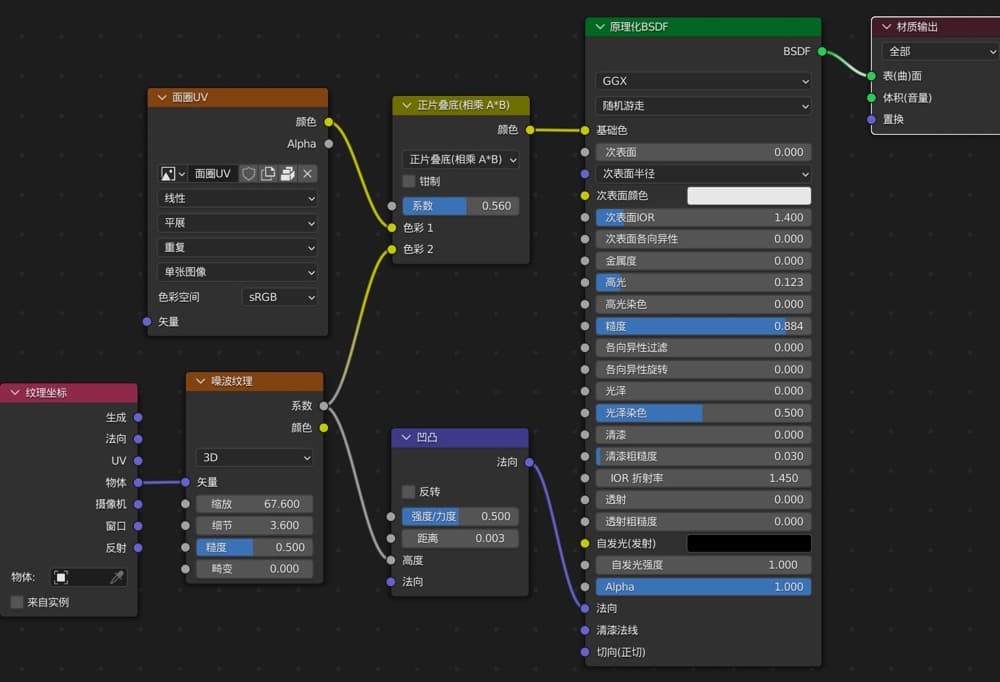 面圈UV
颜色
Alpha
面圈UV
线性
平展
重复
单张图像
色彩空间
sRGB
矢量
纹理坐标
生成
法向
UV
物体
摄像机
窗口
反射
物体:
来自实例
噪波纹理
系数
颜色
3D
矢量
缩放 67.600
细节 3.600
糙度 0.500
畸变 0.000
正片叠底(相乘 A*B)
颜色
正片叠底(相乘 A*B)
钳制
系数 0.560
色彩 1
色彩 2
凹凸
法向
反转
强度/力度 0.500
距离 0.003
高度
法向
原理化BSDF
BSDF
GGX
随机游走
基础色
次表面 0.000
次表面半径
次表面颜色
次表面IOR 1.400
次表面各向异性 0.000
金属度 0.000
高光 0.123
高光染色 0.000
糙度 0.884
各向异性过滤 0.000
各向异性旋转 0.000
光泽 0.000
光泽染色 0.500
清漆 0.000
清漆粗糙度 0.030
IOR 折射率 1.450
透射 0.000
透射粗糙度 0.000
自发光(发射)
自发光强度 1.000
Alpha 1.000
法向
清漆法线
切向(正切)
材质输出
全部
表(曲)面
体积(音量)
置换